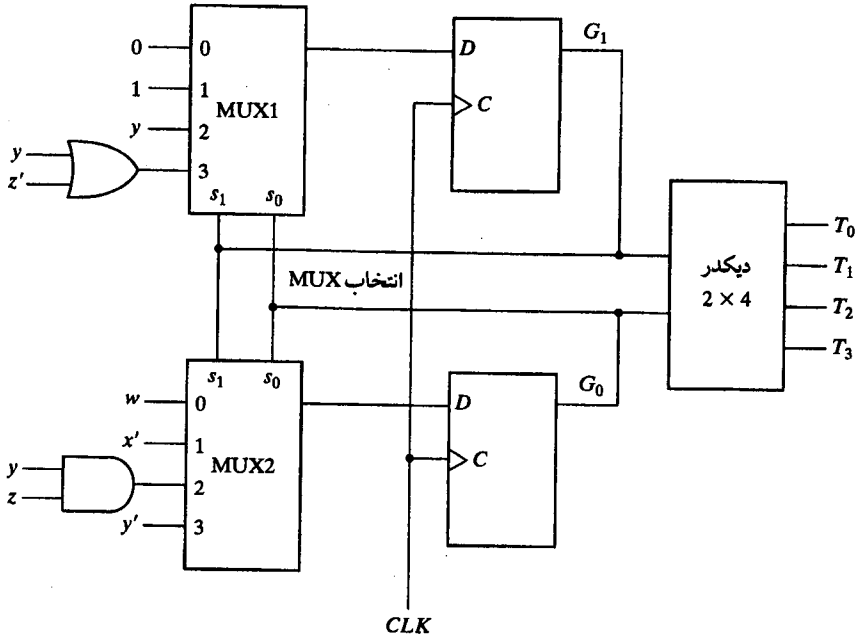 0 0
1 1
y 2
y
z' 3
MUX1
s₁ s₀
D G₁
C
انتخاب MUX
دیکدر
2 × 4
T₀
T₁
T₂
T₃
s₁ s₀
w 0
x' 1
y
z 2
y' 3
MUX2
D G₀
C
CLK